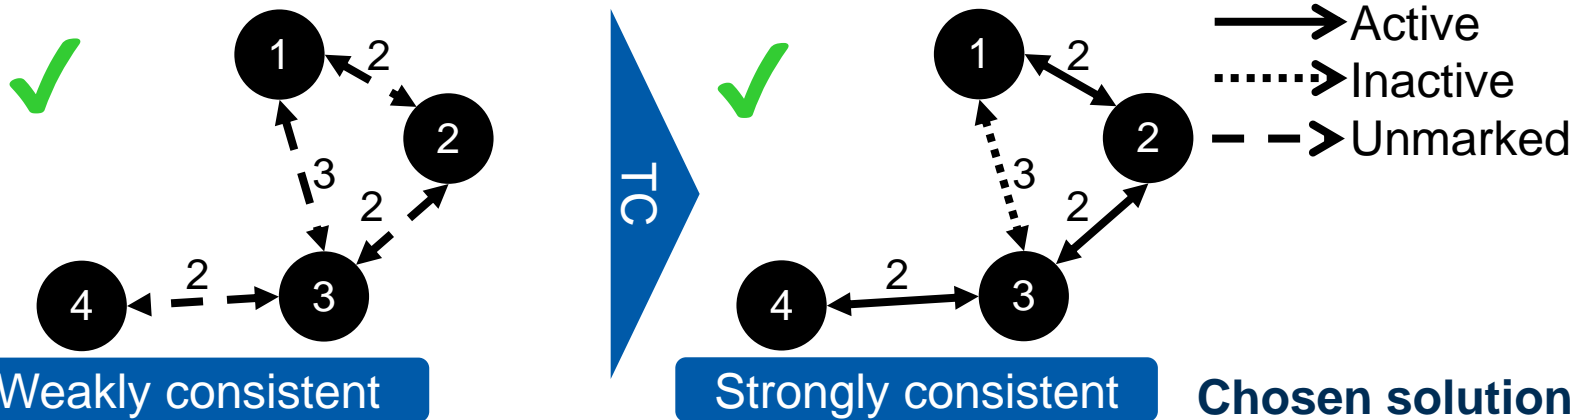 1
2
2
3
2
2
4
3
Weakly consistent
TC
1
2
2
3
2
2
4
3
Strongly consistent
Active
Inactive
Unmarked
Chosen solution